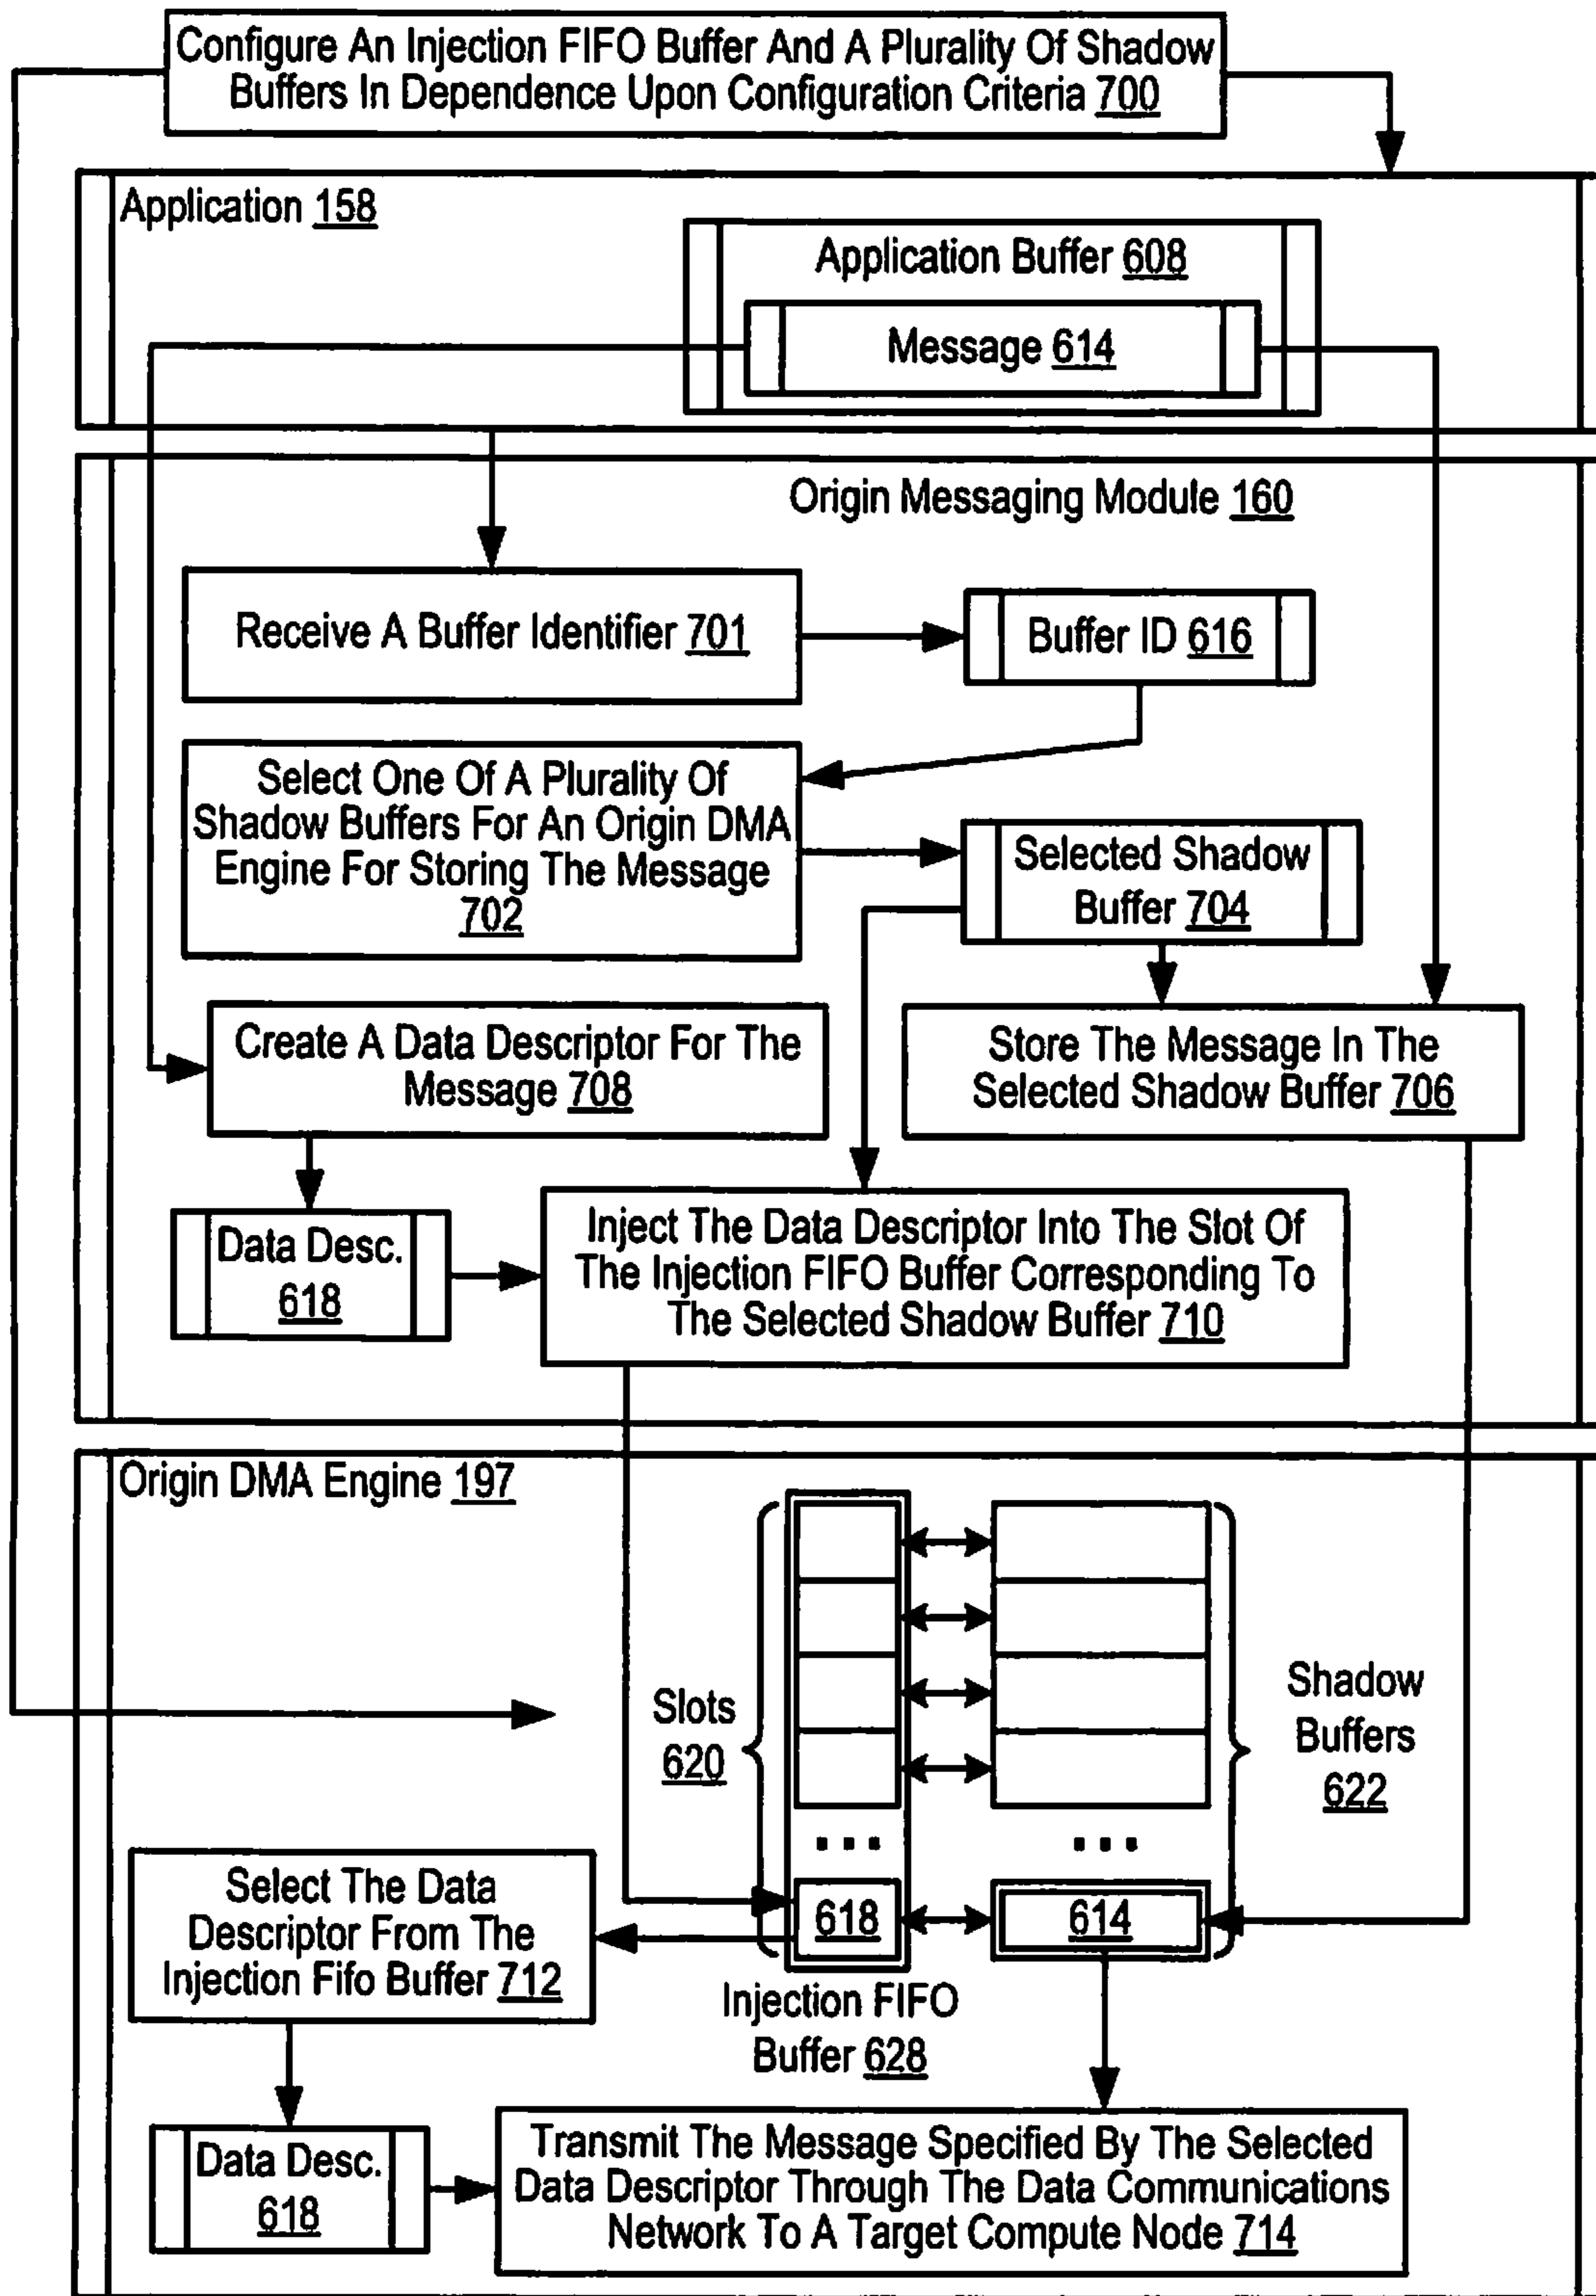 Configure An Injection FIFO Buffer And A Plurality Of Shadow
Buffers In Dependence Upon Configuration Criteria 700
Application 158
Application Buffer 608
Message 614
Origin Messaging Module 160
Receive A Buffer Identifier 701
Buffer ID 616
Select One Of A Plurality Of
Shadow Buffers For An Origin DMA
Engine For Storing The Message
702
Selected Shadow
Buffer 704
Create A Data Descriptor For The
Message 708
Store The Message In The
Selected Shadow Buffer 706
Data Desc.
618
Inject The Data Descriptor Into The Slot Of
The Injection FIFO Buffer Corresponding To
The Selected Shadow Buffer 710
Origin DMA Engine 197
Slots
620
Shadow
Buffers
622
. . .
. . .
618
614
Select The Data
Descriptor From The
Injection Fifo Buffer 712
Injection FIFO
Buffer 628
Data Desc.
618
Transmit The Message Specified By The Selected
Data Descriptor Through The Data Communications
Network To A Target Compute Node 714